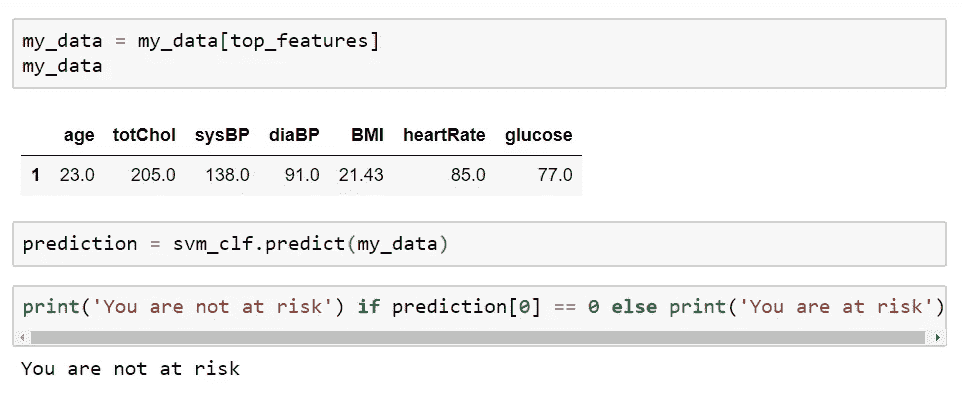 my_data = my_data[top_features]
my_data
age totChol sysBP diaBP BMI heartRate glucose
1 23.0 205.0 138.0 91.0 21.43 85.0 77.0
prediction = svm_clf.predict(my_data)
print('You are not at risk') if prediction[0] == 0 else print('You are at risk')
You are not at risk